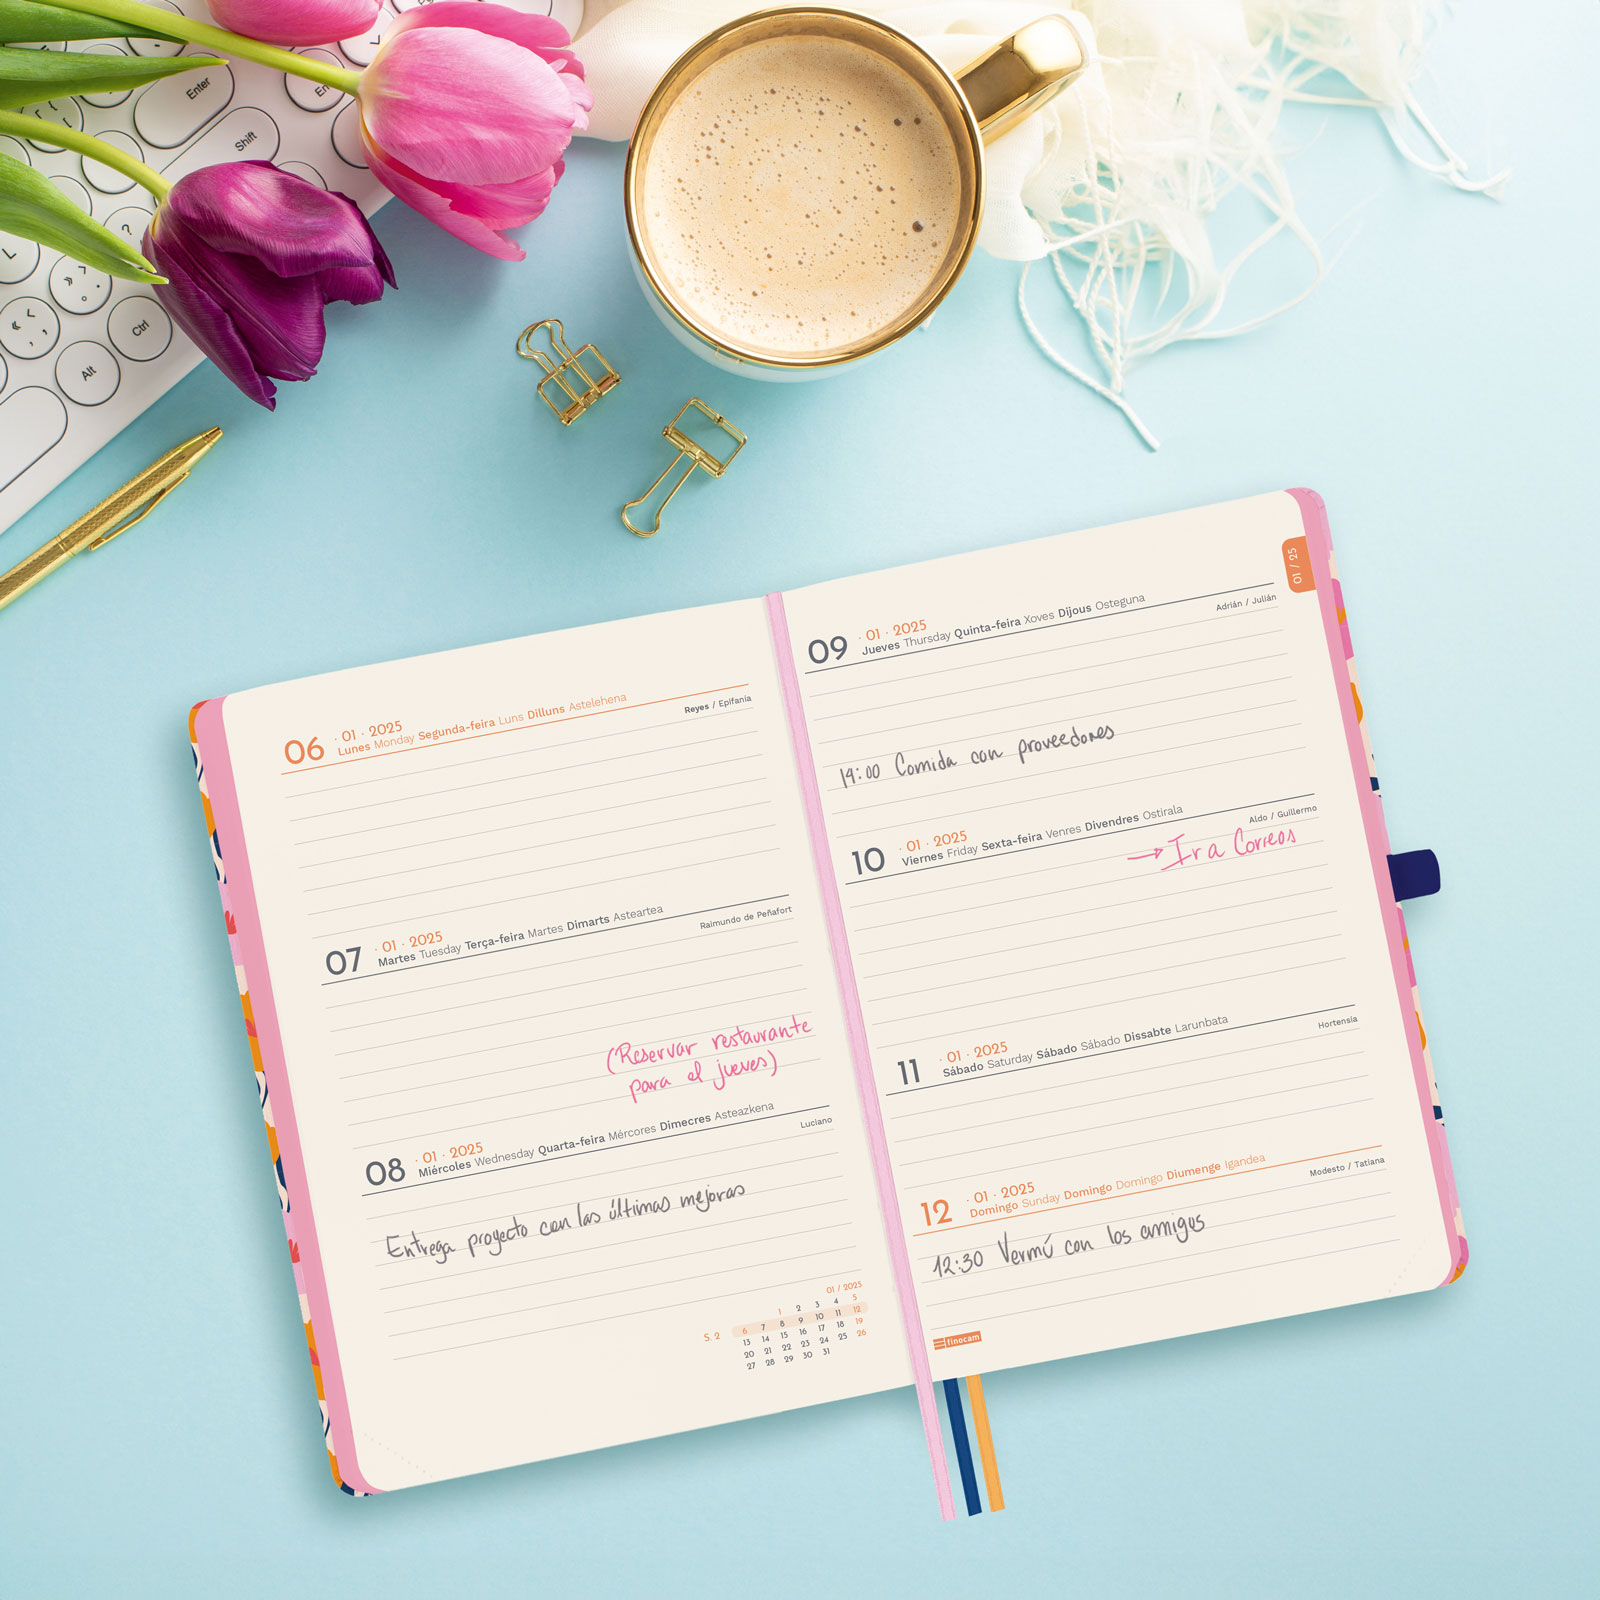 Enter
Shift
Alt
Ctrl
06 · 01 · 2025
Lunes Monday Segunda-feira Luns Dilluns Astelehena
Reyes / Epifanía
07 · 01 · 2025
Martes Tuesday Terça-feira Martes Dimarts Asteartea
Raimundo de Peñafort
(Reservar restaurante
para el jueves)
08 · 01 · 2025
Miércoles Wednesday Quarta-feira Mércores Dimecres Asteazkena
Luciano
Entrega proyecto con las últimas mejoras
01 / 2025
1 2 3 4 5
S. 2 6 7 8 9 10 11 12
13 14 15 16 17 18 19
20 21 22 23 24 25 26
27 28 29 30 31
01 / 25
09 · 01 · 2025
Jueves Thursday Quinta-feira Xoves Dijous Osteguna
Adrián / Julián
14:00 Comida con proveedores
10 · 01 · 2025
Viernes Friday Sexta-feira Venres Divendres Ostirala
Aldo / Guillermo
→ Ir a Correos
11 · 01 · 2025
Sábado Saturday Sábado Sábado Dissabte Larunbata
Hortensia
12 · 01 · 2025
Domingo Sunday Domingo Domingo Diumenge Igandea
Modesto / Tatiana
12:30 Vermú con los amigos
finocam